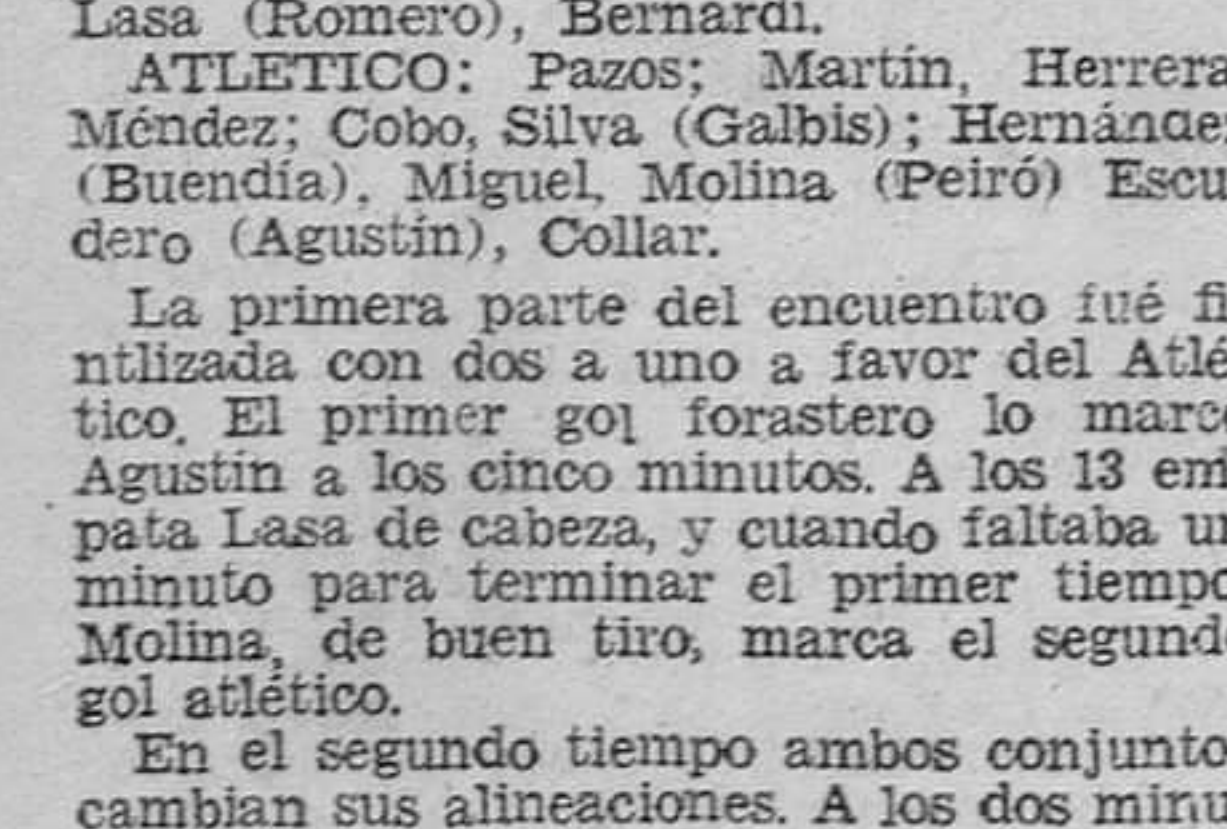 Lasa (Romero), Bernardi.
ATLETICO: Pazos; Martín, Herrera
Méndez; Cobo, Silva (Galbis); Hernánde
(Buendía), Miguel, Molina (Peiró) Escu
dero (Agustín), Collar.
La primera parte del encuentro fué fi
ntlizada con dos a uno a favor del Atlé
tico. El primer gol forastero lo marc
Agustín a los cinco minutos. A los 13 em
pata Lasa de cabeza, y cuando faltaba un
minuto para terminar el primer tiempo
Molina, de buen tiro, marca el segund
gol atlético.
En el segundo tiempo ambos conjunto
cambian sus alineaciones. A los dos minu